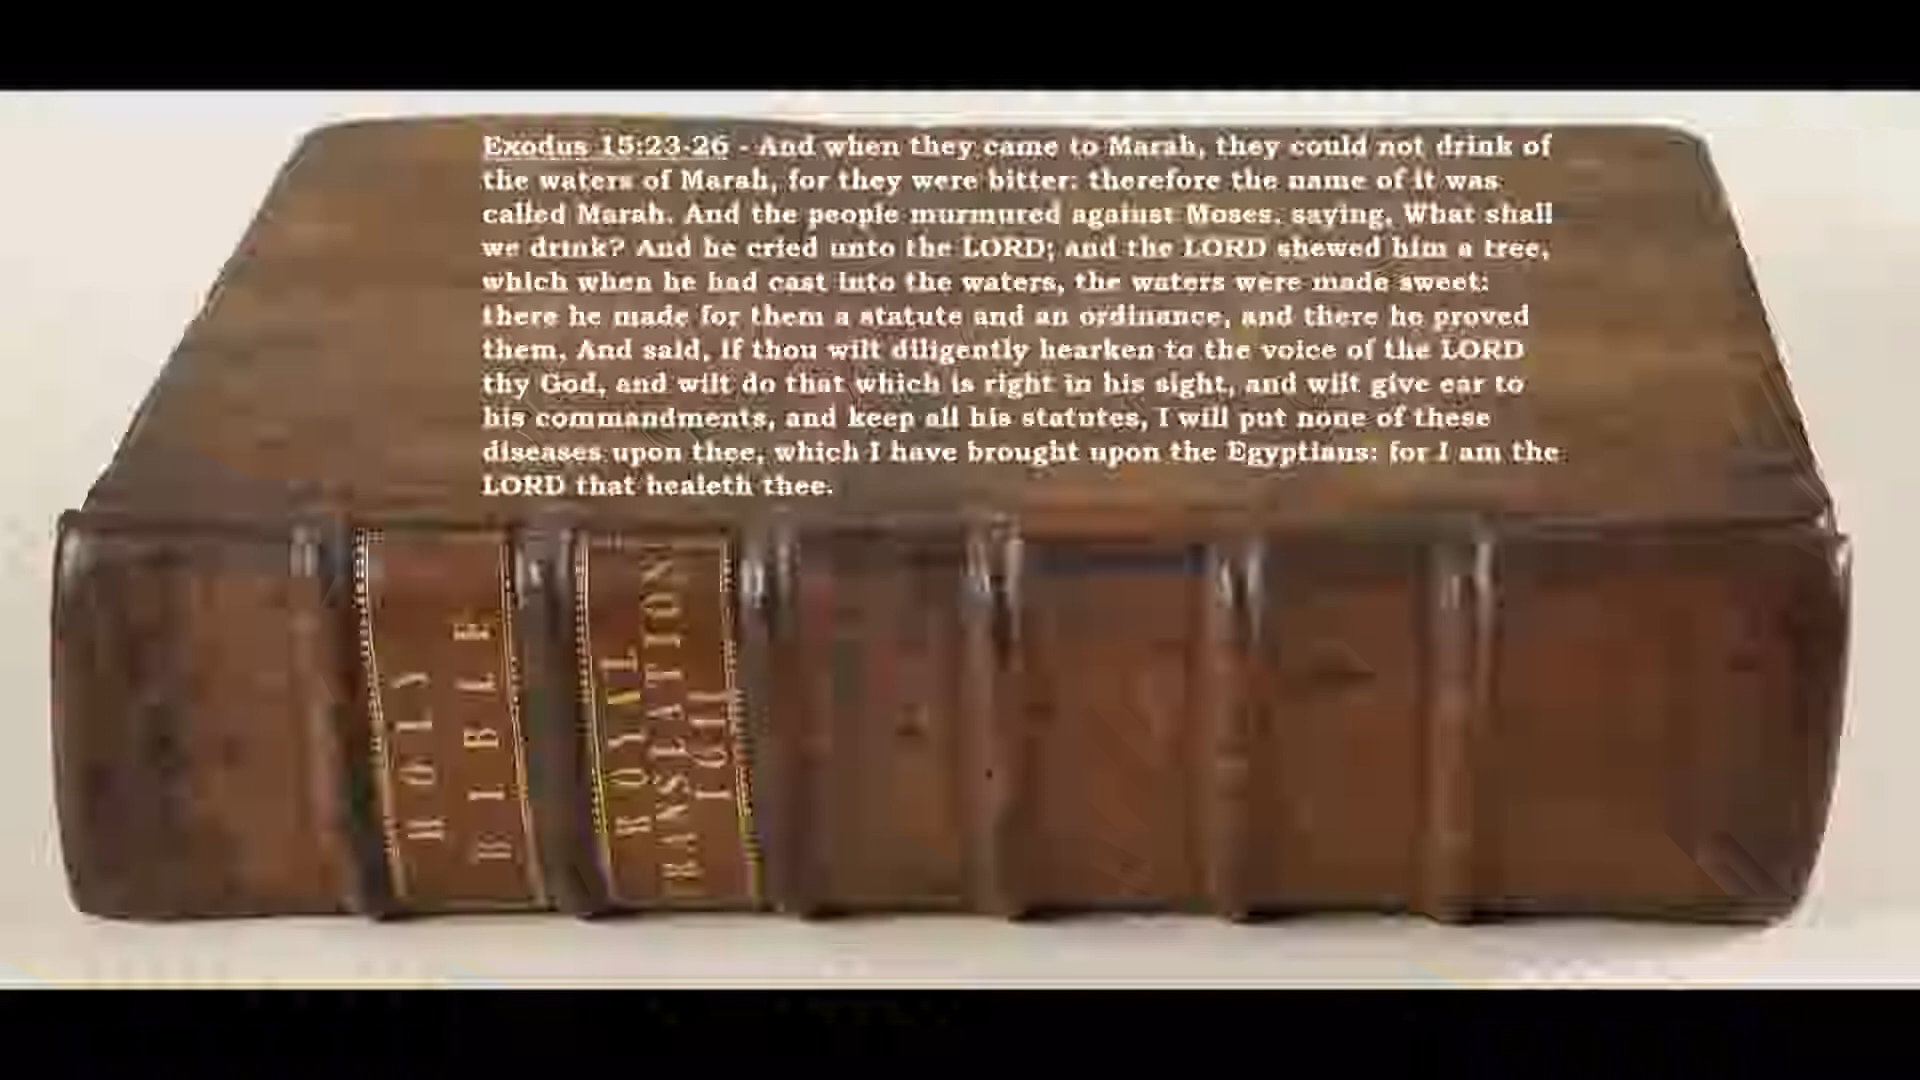 Exodus 15:23-26 - And when they came to Marah, they could not drink of
the waters of Marah, for they were bitter: therefore the name of it was
called Marah. And the people murmured against Moses, saying, What shall
we drink? And he cried unto the LORD; and the LORD shewed him a tree,
which when he had cast into the waters, the waters were made sweet:
there he made for them a statute and an ordinance, and there he proved
them, And said, If thou wilt diligently hearken to the voice of the LORD
thy God, and wilt do that which is right in his sight, and wilt give ear to
his commandments, and keep all his statutes, I will put none of these
diseases upon thee, which I have brought upon the Egyptians: for I am the
LORD that healeth thee.
HOLY
BIBLE
ROYAL
TRANSLATION
1611